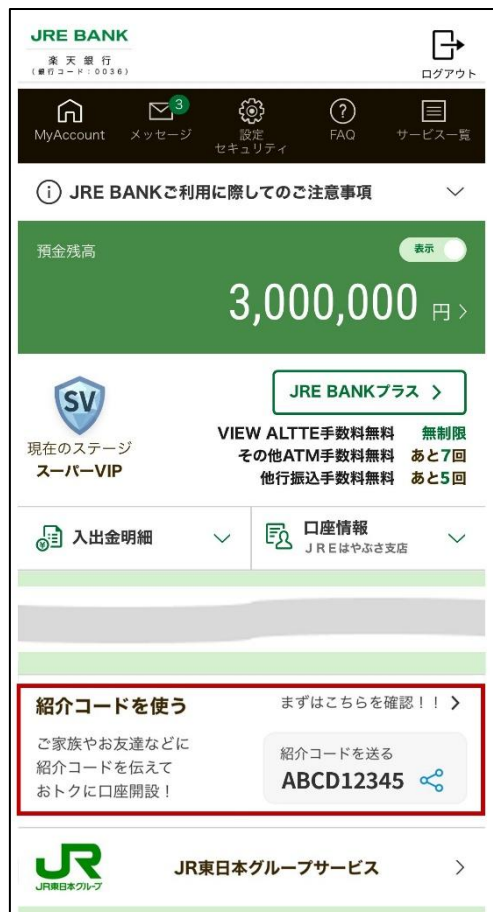 JRE BANK
楽天銀行
(銀行コード:0036)
ログアウト
MyAccount
メッセージ
3
設定
セキュリティ
FAQ
サービス一覧
JRE BANKご利用に際してのご注意事項
預金残高
表示
3,000,000 円
SV
現在のステージ
スーパーVIP
JRE BANKプラス
VIEW ALTTE手数料無料 無制限
その他ATM手数料無料 あと7回
他行振込手数料無料 あと5回
入出金明細
口座情報
JREはやぶさ支店
紹介コードを使う
まずはこちらを確認!!
ご家族やお友達などに
紹介コードを伝えて
おトクに口座開設!
紹介コードを送る
ABCD12345
JR
JR東日本グループ
JR東日本グループサービス